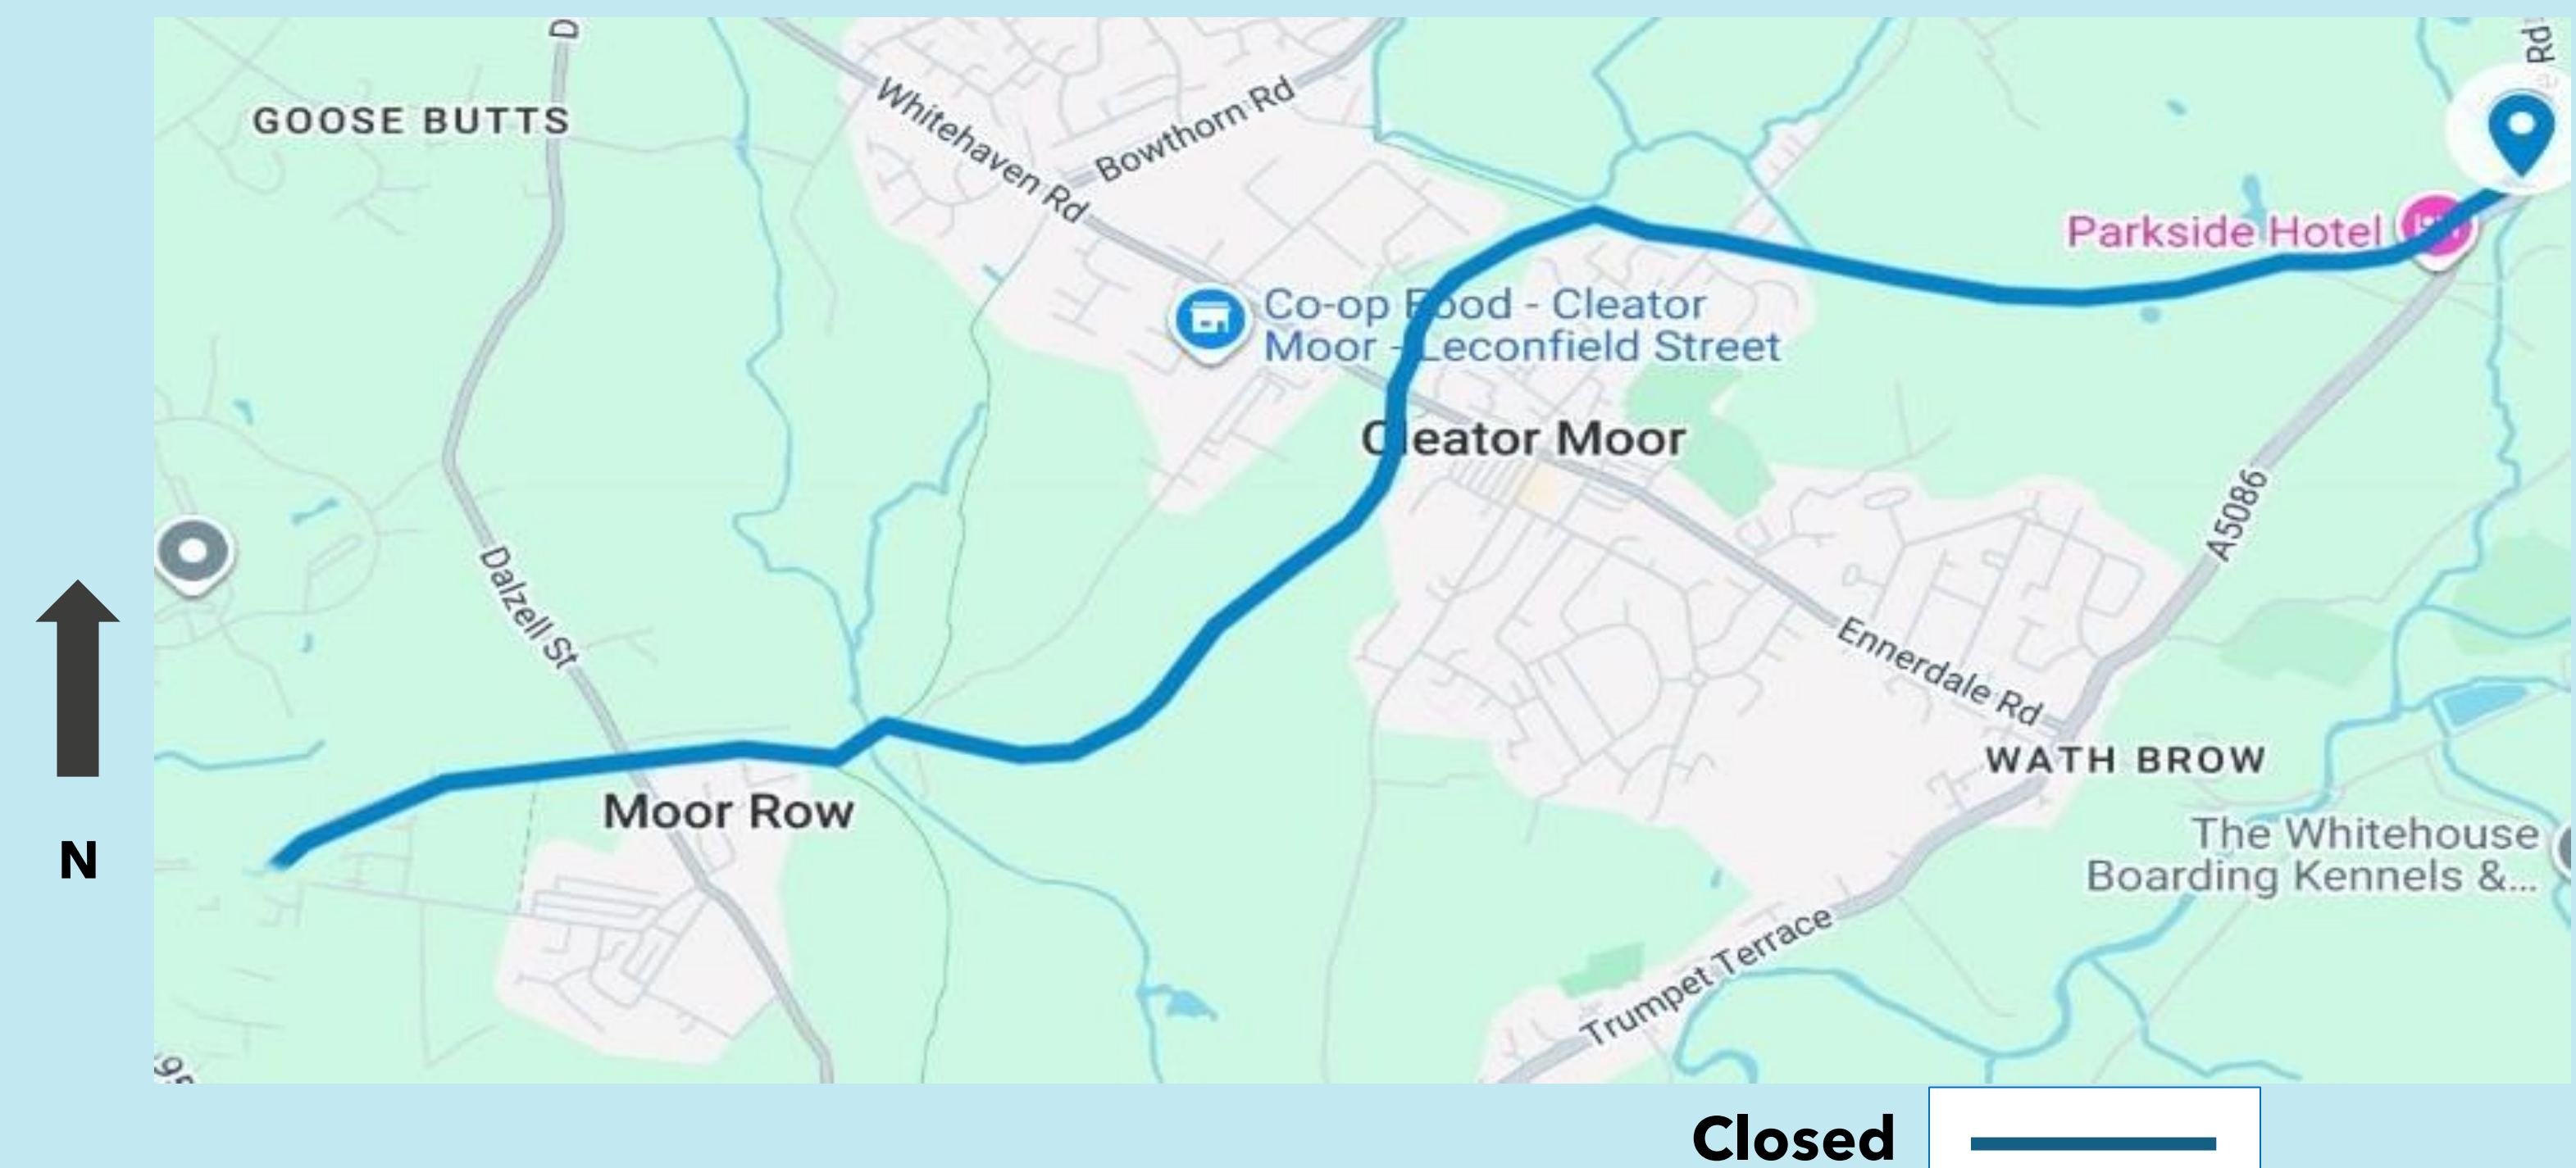 D
Rd
GOOSE BUTTS
Whitehaven Rd
Bowthorn Rd
Parkside Hotel
Co-op Food - Cleator
Moor - Leconfield Street
Cleator Moor
A5086
Dalzell St
Ennerdale Rd
WATH BROW
Moor Row
The Whitehouse
Boarding Kennels &...
N
Trumpet Terrace
Closed